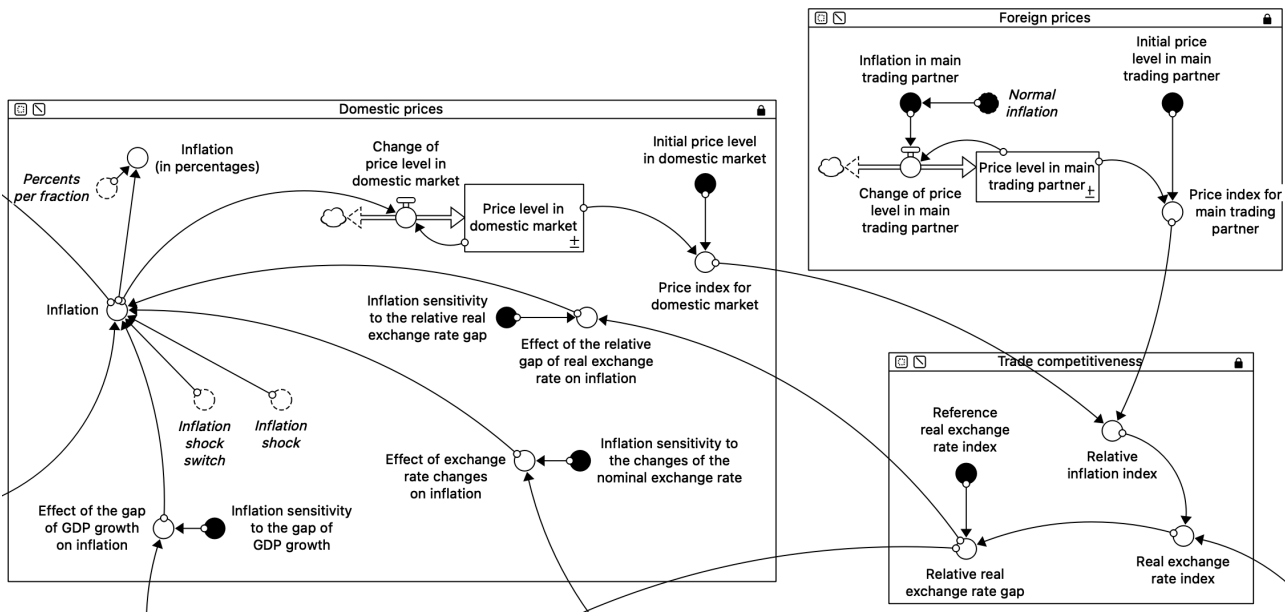 Foreign prices
Inflation in main
trading partner
Initial price
level in main
trading partner
Normal
inflation
Price level in main
trading partner
±
Change of price
level in main
trading partner
Price index for
main trading
partner
Domestic prices
Inflation
(in percentages)
Percents
per fraction
Change of
price level in
domestic market
Initial price level
in domestic market
Price level in
domestic market
±
Price index for
domestic market
Inflation
Inflation sensitivity
to the relative real
exchange rate gap
Effect of the relative
gap of real exchange
rate on inflation
Inflation
shock
switch
Inflation
shock
Effect of exchange
rate changes
on inflation
Inflation sensitivity to
the changes of the
nominal exchange rate
Effect of the gap
of GDP growth
on inflation
Inflation sensitivity
to the gap of
GDP growth
Trade competitiveness
Reference
real exchange
rate index
Relative
inflation index
Relative real
exchange rate gap
Real exchange
rate index